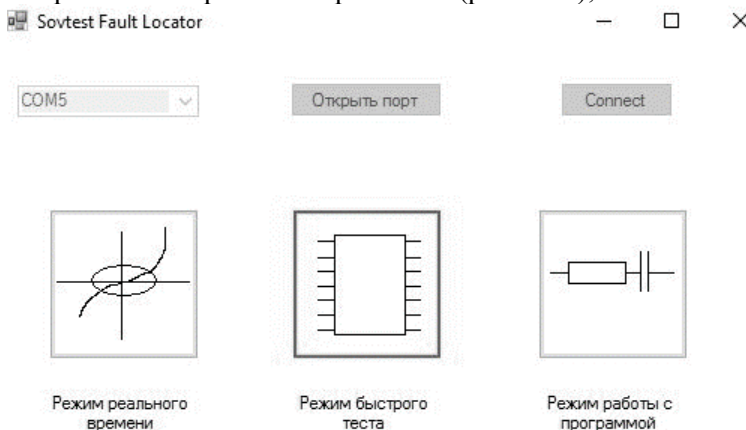 Sovtest Fault Locator
COM5
Открыть порт
Connect
Режим реального
времени
Режим быстрого
теста
Режим работы с
программой